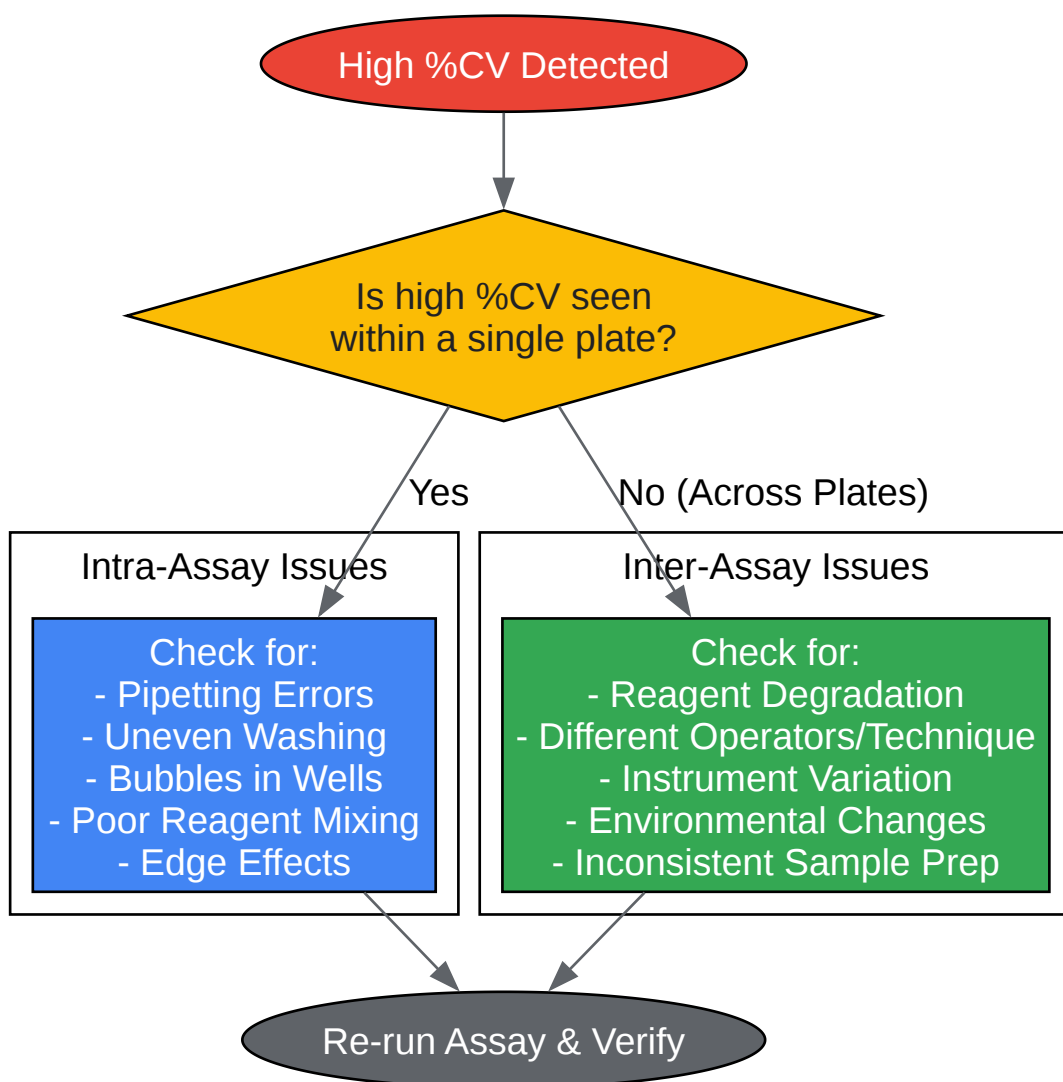 High %CV Detected
Is high %CV seen
within a single plate?
Yes
No (Across Plates)
Intra-Assay Issues
Check for:
- Pipetting Errors
- Uneven Washing
- Bubbles in Wells
- Poor Reagent Mixing
- Edge Effects
Inter-Assay Issues
Check for:
- Reagent Degradation
- Different Operators/Technique
- Instrument Variation
- Environmental Changes
- Inconsistent Sample Prep
Re-run Assay & Verify